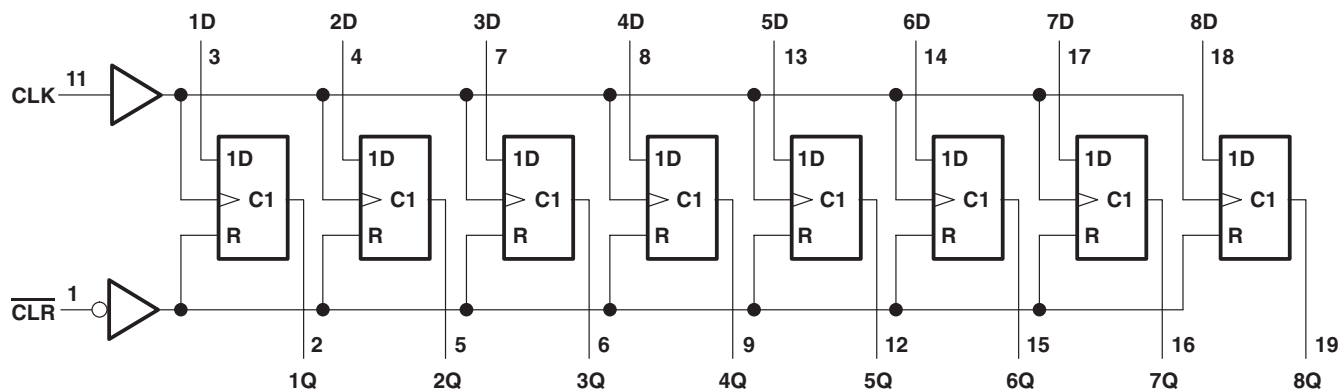 1D 2D 3D 4D 5D 6D 7D 8D
3 4 7 8 13 14 17 18
CLK 11
1D 1D 1D 1D 1D 1D 1D 1D
C1 C1 C1 C1 C1 C1 C1 C1
R R R R R R R R
CLR 1
2 5 6 9 12 15 16 19
1Q 2Q 3Q 4Q 5Q 6Q 7Q 8Q